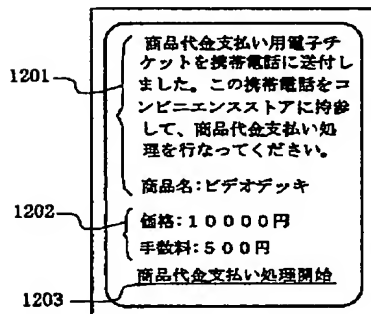 商品代金支払い用電子チ
ケットを携帯電話に送付し
1201
ました。この携帯電話をコ
ンビニエンスストアに持参
して、商品代金支払い処
理を行なってください。
商品名:ビデオデッキ
1202
価格:10000円
手数料:500円
商品代金支払い処理開始
1203